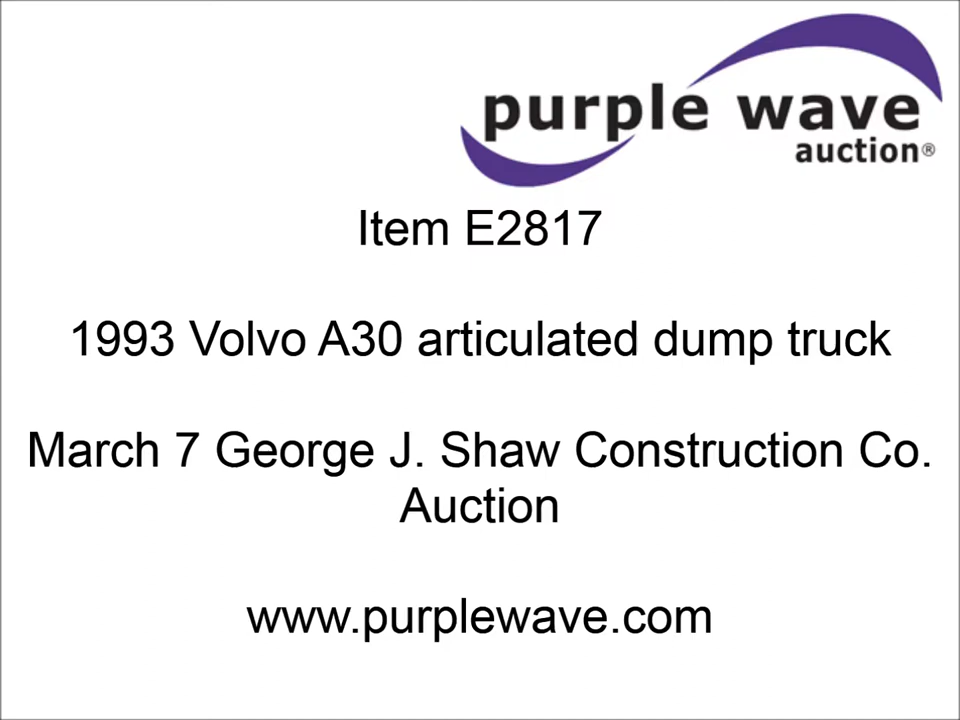 purple wave
auction®
Item E2817
1993 Volvo A30 articulated dump truck
March 7 George J. Shaw Construction Co.
Auction
www.purplewave.com